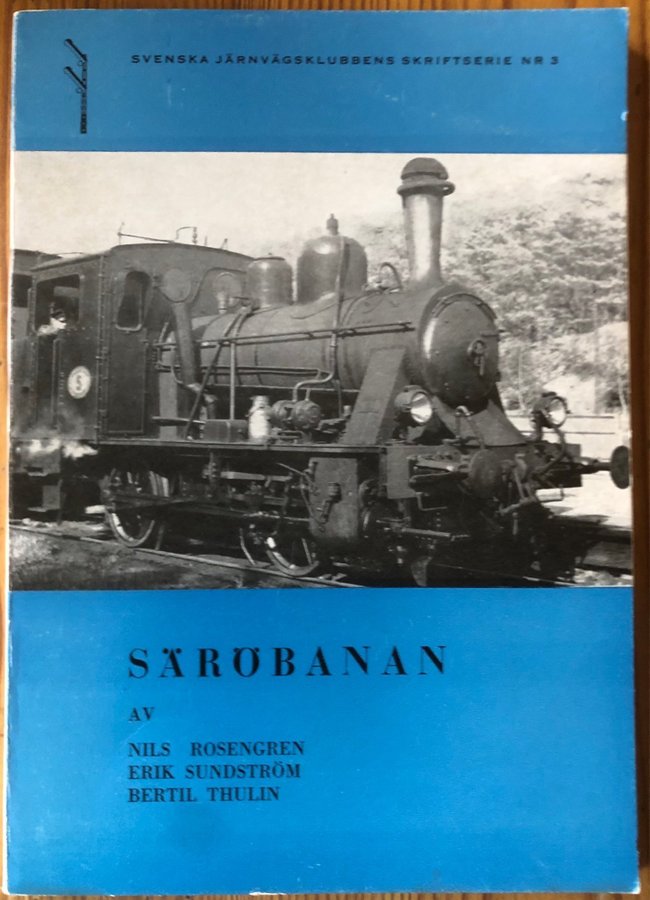 SVENSKA JÄRNVÄGSKLUBBENS SKRIFTSERIE NR 3
SÄRÖBANAN
AV
NILS ROSENGREN
ERIK SUNDSTRÖM
BERTIL THULIN